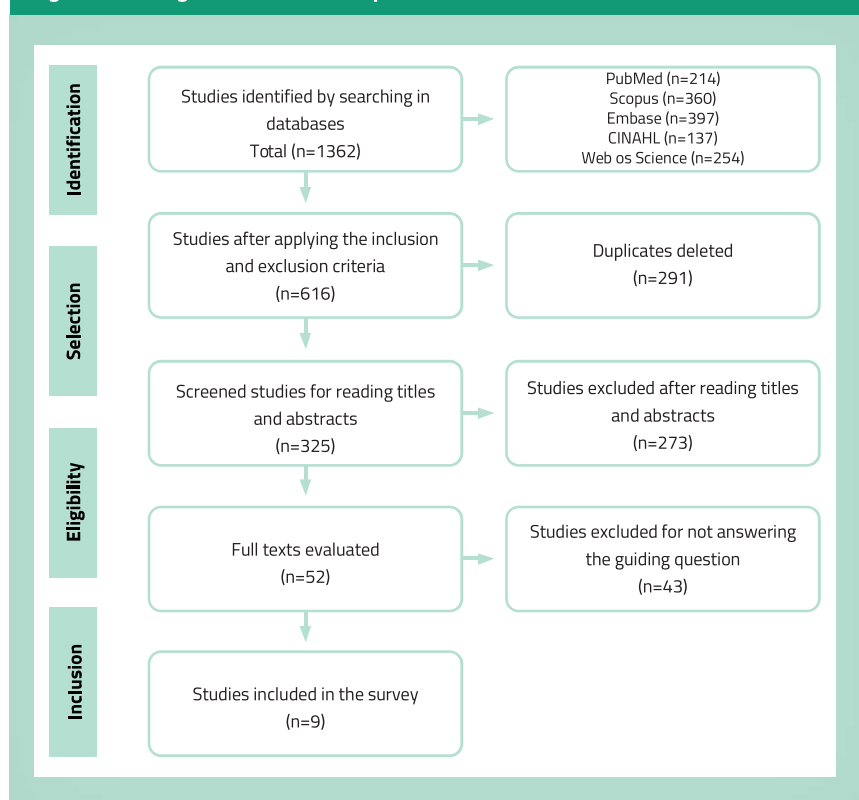 Identification
Studies identified by searching in
databases
Total (n=1362)
PubMed (n=214)
Scopus (n=360)
Embase (n=397)
CINAHL (n=137)
Web os Science (n=254)
Selection
Studies after applying the inclusion
and exclusion criteria
(n=616)
Duplicates deleted
(n=291)
Screened studies for reading titles
and abstracts
(n=325)
Studies excluded after reading titles
and abstracts
(n=273)
Eligibility
Full texts evaluated
(n=52)
Studies excluded for not answering
the guiding question
(n=43)
Inclusion
Studies included in the survey
(n=9)